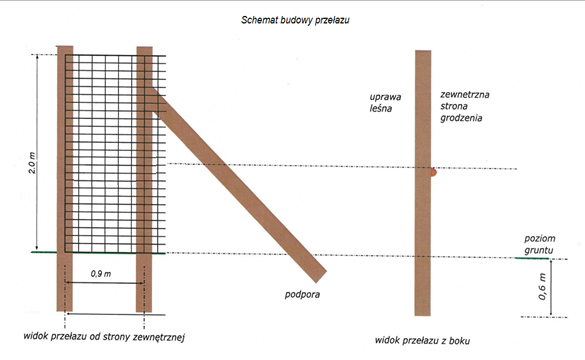 Schemat budowy przełazu
uprawa
leśna
zewnetrzna
strona
grodzenia
2.0 m
poziom
gruntu
0,9 m
0,6 m
podpora
widok przełazu od strony zewnętrznej
widok przełazu z boku